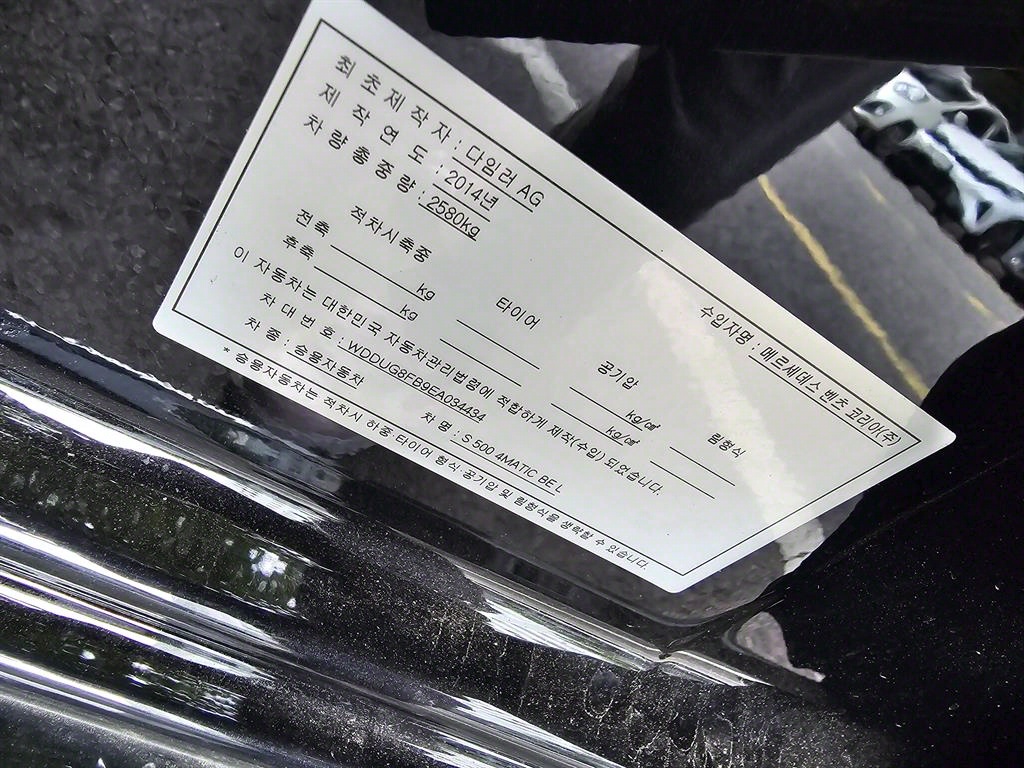 최초제작자 : 다임러 AG
제작연도 : 2014년
수입자명 : 메르세데스 벤츠 코리아(주)
차량총중량 : 2580kg
적차시축중 타이어 공기압 림형식
전축 kg kg/㎠
후축 kg kg/㎠
이 자동차는 대한민국 자동차관리법령에 적합하게 제작(수입) 되었습니다.
차대번호 : WDDUG8FB9EA034434
차종 : 승용자동차 차명 : S 500 4MATIC BE L
* 승용자동차는 적차시 하중·타이어 형식·공기압 및 림형식을 생략할 수 있습니다.